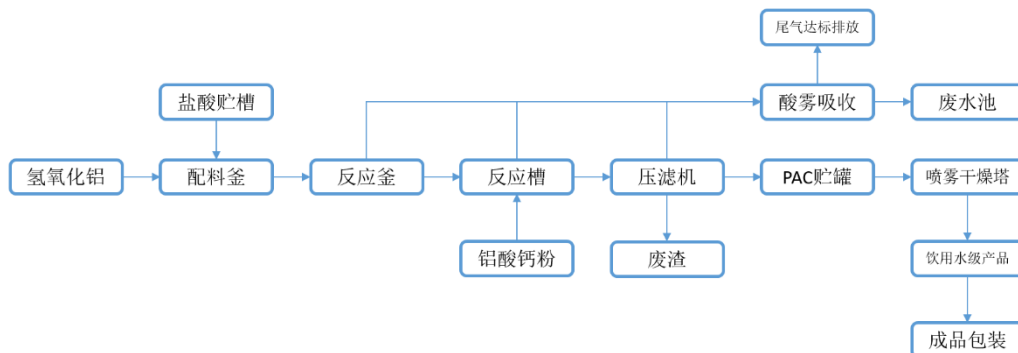 尾气达标排放
盐酸贮槽
酸雾吸收
废水池
氢氧化铝
配料釜
反应釜
反应槽
压滤机
PAC贮罐
喷雾干燥塔
铝酸钙粉
废渣
饮用水级产品
成品包装